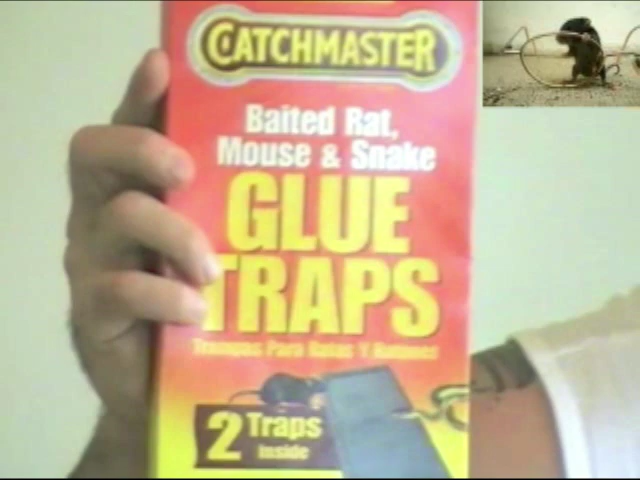 CATCHMASTER
Baited Rat,
Mouse & Snake
GLUE
TRAPS
Trampas Para Ratas Y Ratones
2 Traps
Inside